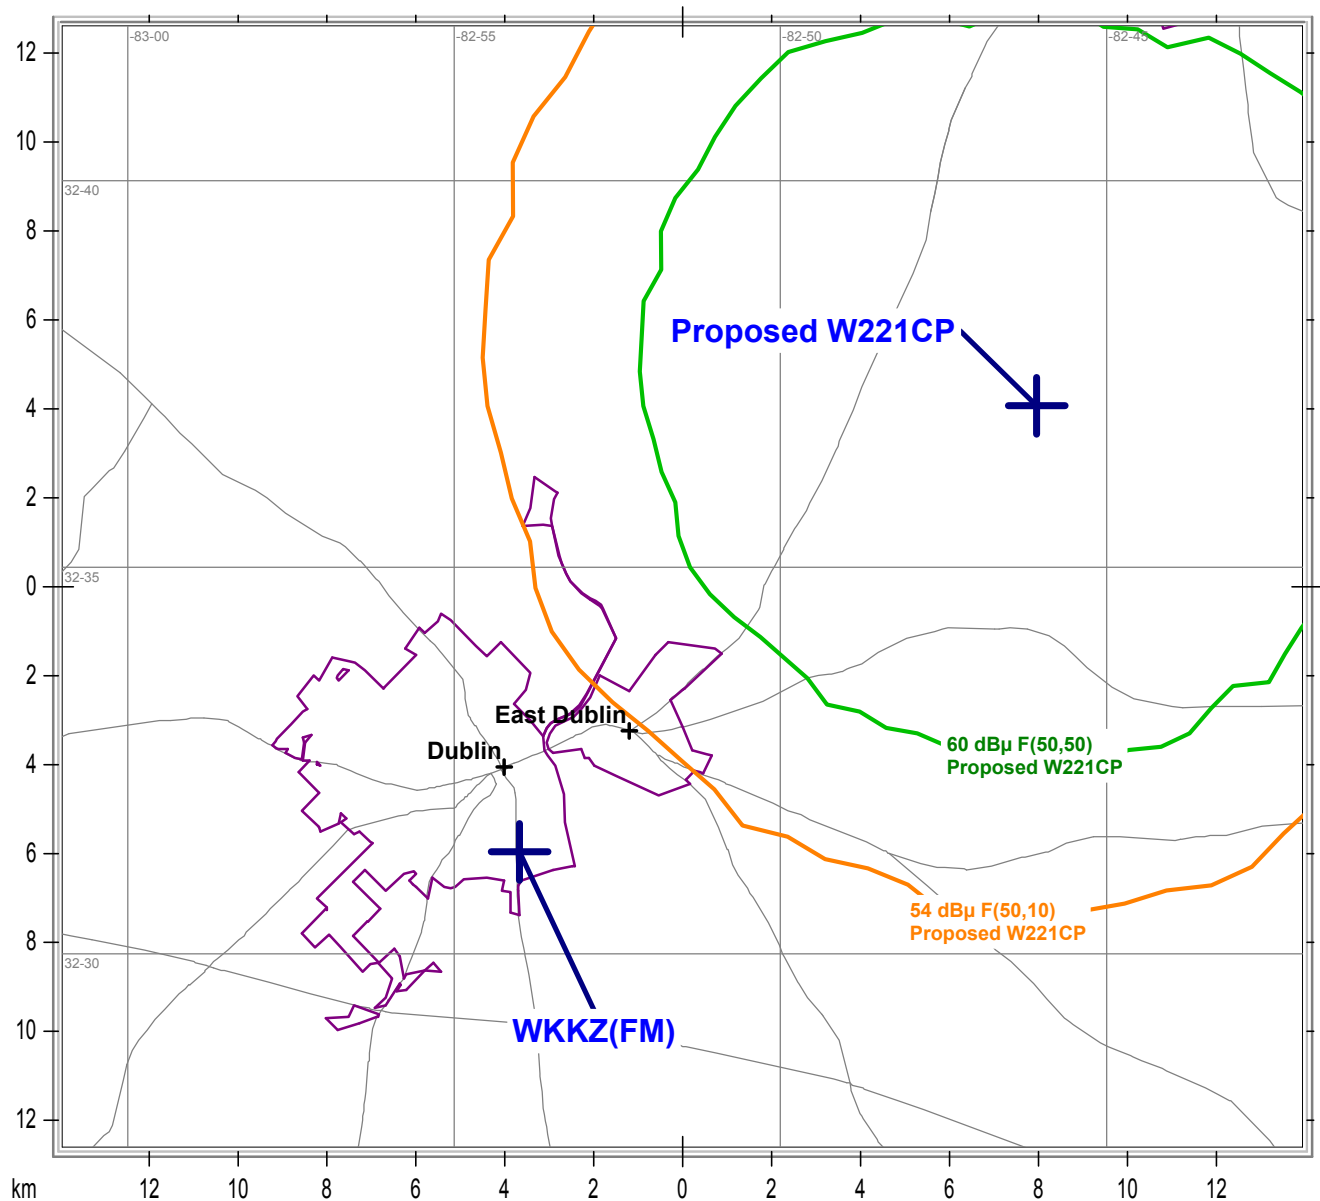 -83-00
-82-55
-82-50
-82-45
12
10
32-40
8
6
Proposed W221CP
4
2
32-35
0
2
East Dublin
Dublin
4
60 dBµ F(50,50)
Proposed W221CP
6
54 dBµ F(50,10)
Proposed W221CP
8
32-30
10
WKKZ(FM)
12
km 12 10 8 6 4 2 0 2 4 6 8 10 12